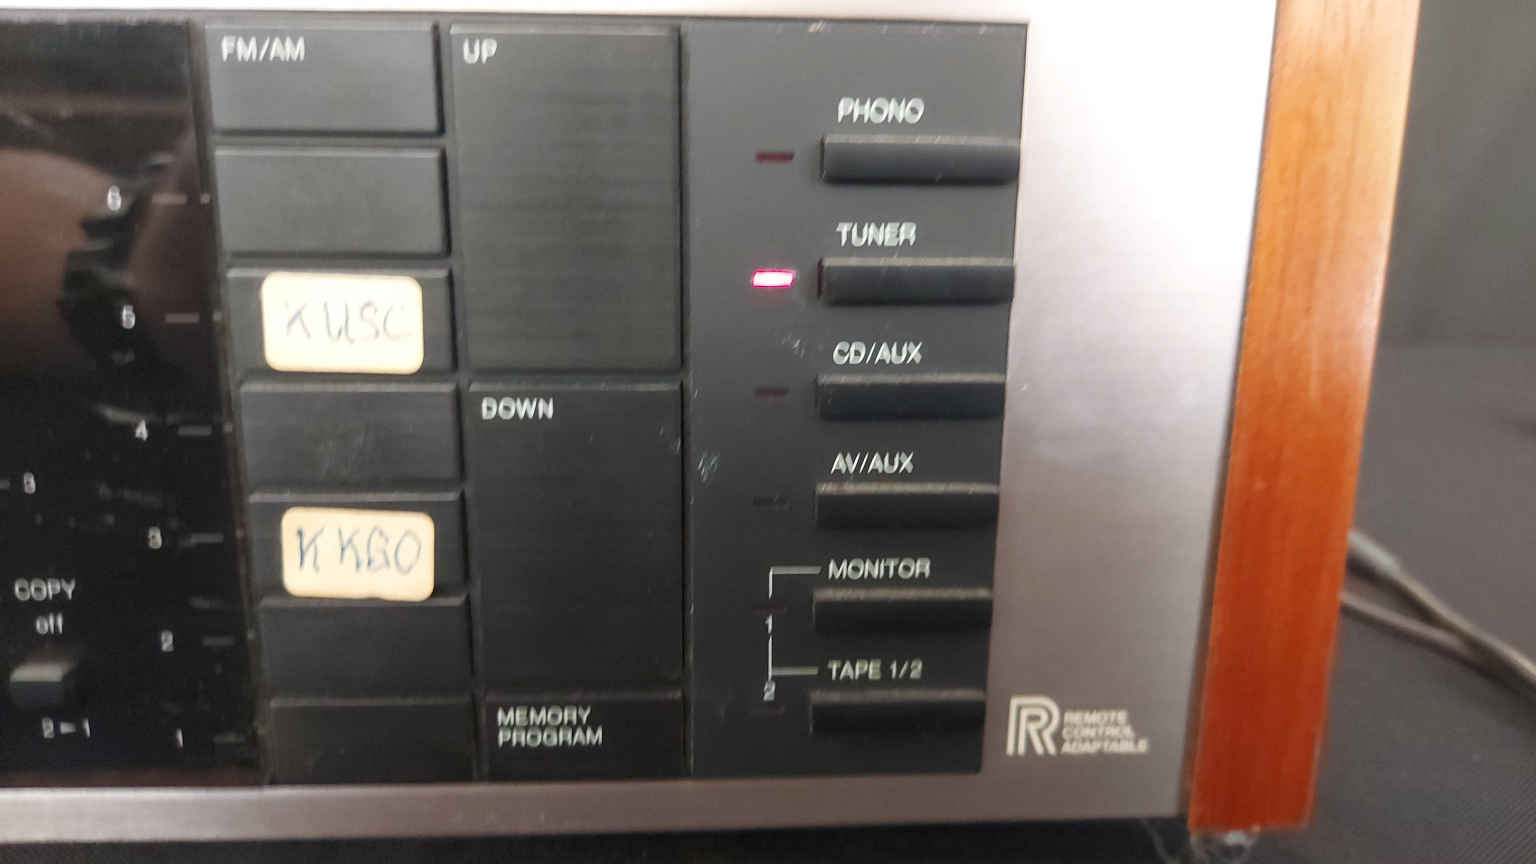 FM/AM
UP
PHONO
6
TUNER
5
KUSC
CD/AUX
DOWN
4
AV/AUX
3
3
KKGO
MONITOR
COPY
off
1
2
TAPE 1/2
2
2 ► 1
1
MEMORY
PROGRAM
R
REMOTE
CONTROL
ADAPTABLE